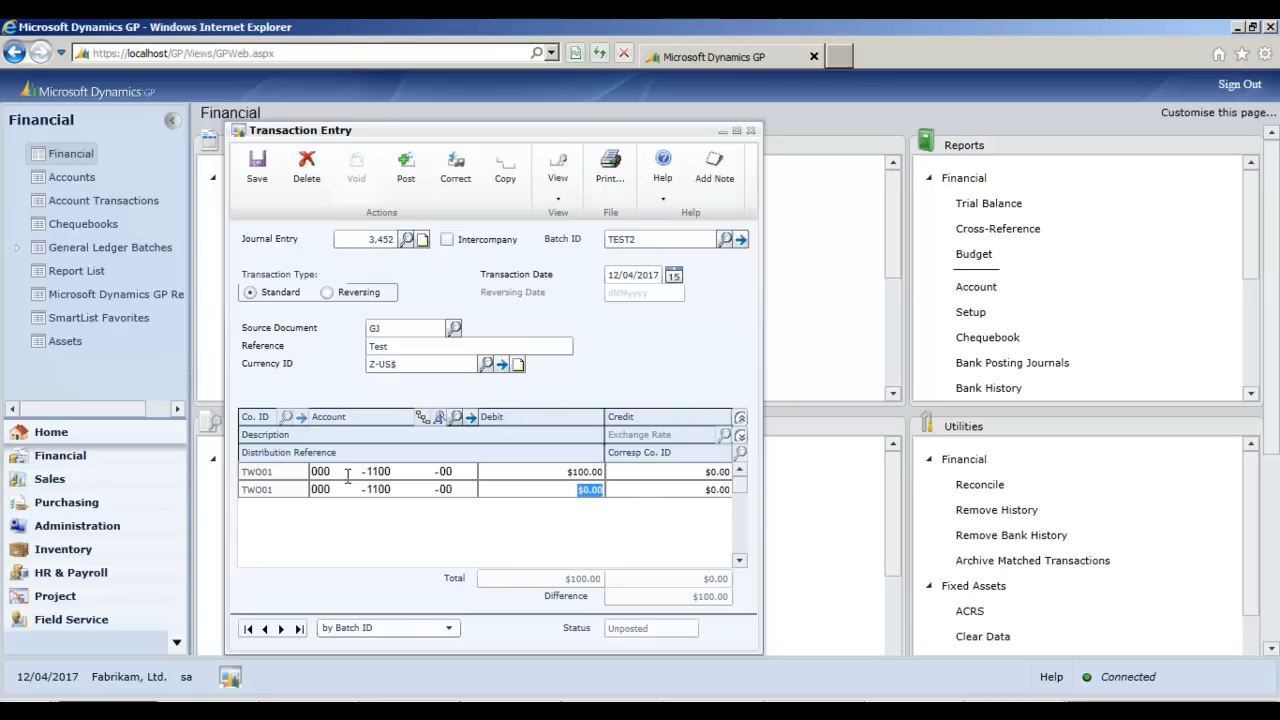 Microsoft Dynamics GP - Windows Internet Explorer
https://localhost/GP/Views/GPWeb.aspx
Microsoft Dynamics GP
Microsoft Dynamics GP
Sign Out
Financial
Financial
Customise this page...
Financial
Accounts
Account Transactions
Chequebooks
General Ledger Batches
Report List
Microsoft Dynamics GP Re
SmartList Favorites
Assets
Home
Financial
Sales
Purchasing
Administration
Inventory
HR & Payroll
Project
Field Service
Transaction Entry
Save Delete Void Post Correct Copy View Print... Help Add Note
Actions View File Help
Journal Entry 3,452 Intercompany Batch ID TEST2
Transaction Type: Transaction Date 12/04/2017 15
Standard Reversing Reversing Date dMMyyyy
Source Document GJ
Reference Test
Currency ID Z-US$
Co. ID Account Debit Credit
Description Exchange Rate
Distribution Reference Corresp Co. ID
TWO01 000 -1100 -00 $100.00 $0.00
TWO01 000 -1100 -00 $0.00 $0.00
Total $100.00 $0.00
Difference $100.00
by Batch ID Status Unposted
Reports
Financial
Trial Balance
Cross-Reference
Budget
Account
Setup
Chequebook
Bank Posting Journals
Bank History
Utilities
Financial
Reconcile
Remove History
Remove Bank History
Archive Matched Transactions
Fixed Assets
ACRS
Clear Data
12/04/2017 Fabrikam, Ltd. sa
Help Connected